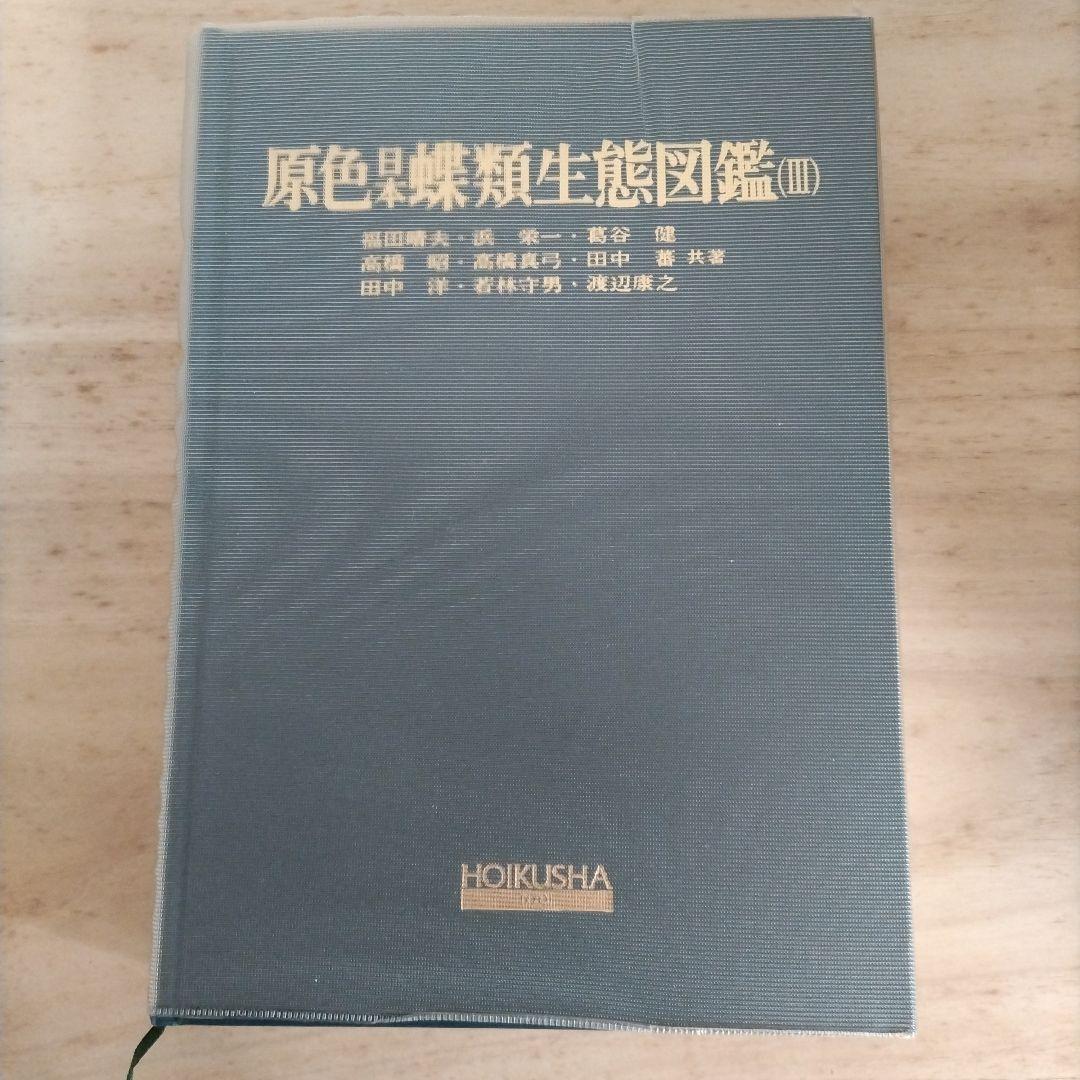 原色日本蝶類生態図鑑(III)
福田晴夫・浜 栄一・葛谷 健
高橋 昭・高橋真弓・田中 蕃 共著
田中 洋・若林守男・渡辺康之
HOIKUSHA